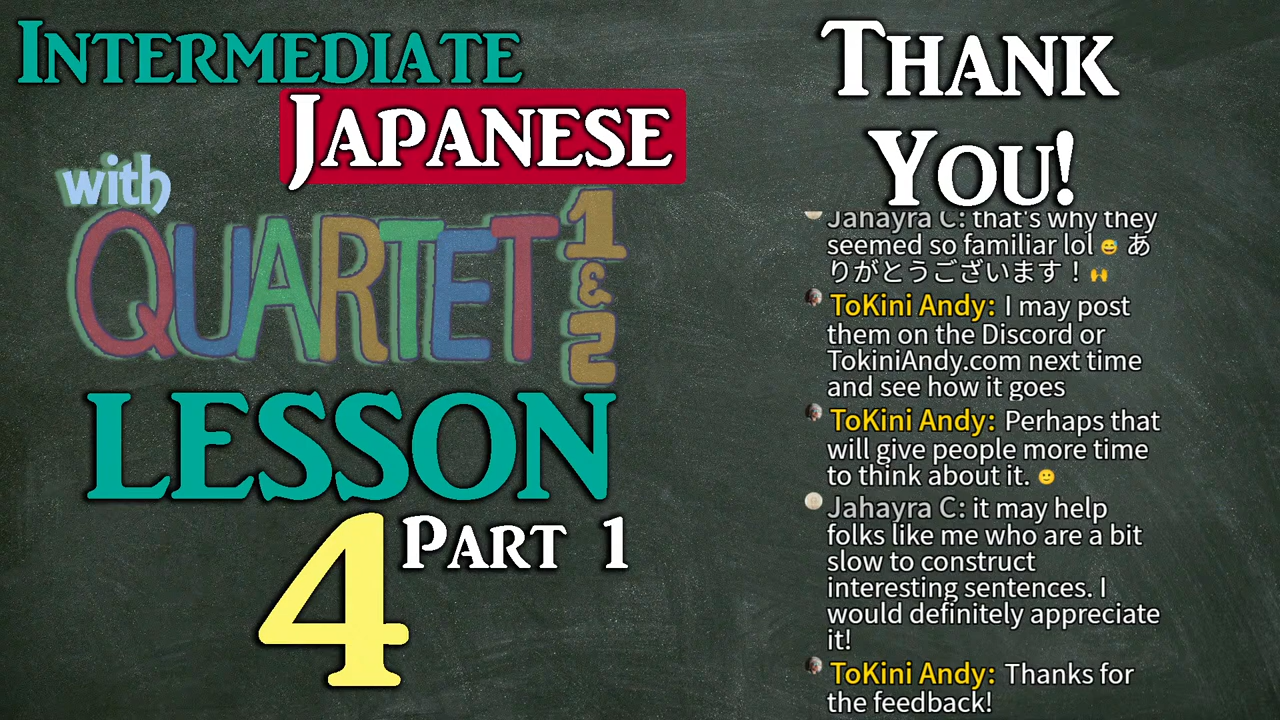 INTERMEDIATE
JAPANESE
with
QUARTET 1 & 2
LESSON
4 PART 1
THANK
YOU!
Jahayra C: that's why they
seemed so familiar lol 😅 あ
りがとうございます！🙌
ToKini Andy: I may post
them on the Discord or
TokiniAndy.com next time
and see how it goes
ToKini Andy: Perhaps that
will give people more time
to think about it. 🙂
Jahayra C: it may help
folks like me who are a bit
slow to construct
interesting sentences. I
would definitely appreciate
it!
ToKini Andy: Thanks for
the feedback!